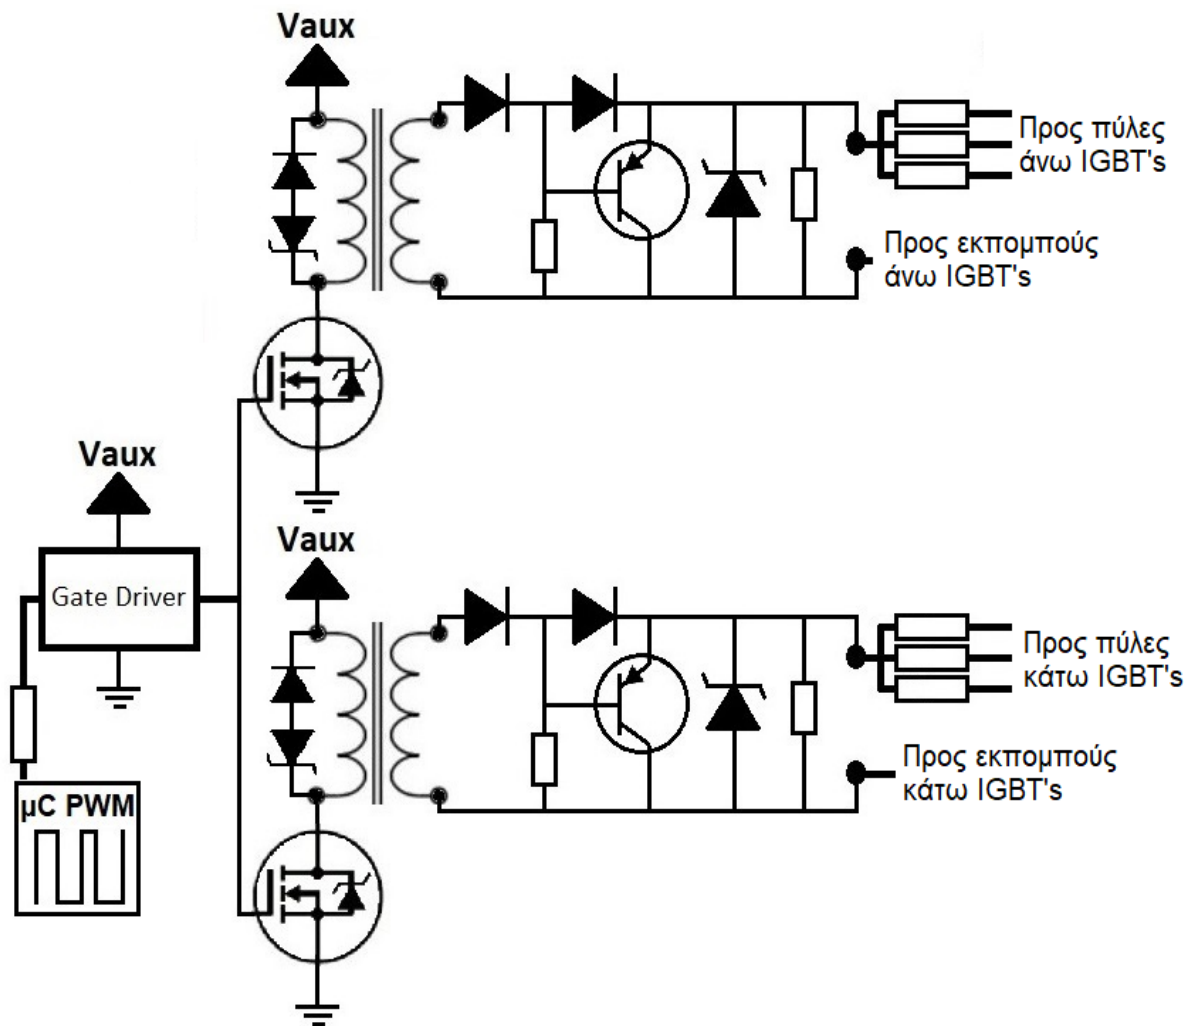 Vaux
Προς πύλες
άνω IGBT's
Προς εκπομπούς
άνω IGBT's
Vaux
Gate Driver
μC PWM
Vaux
Προς πύλες
κάτω IGBT's
Προς εκπομπούς
κάτω IGBT's